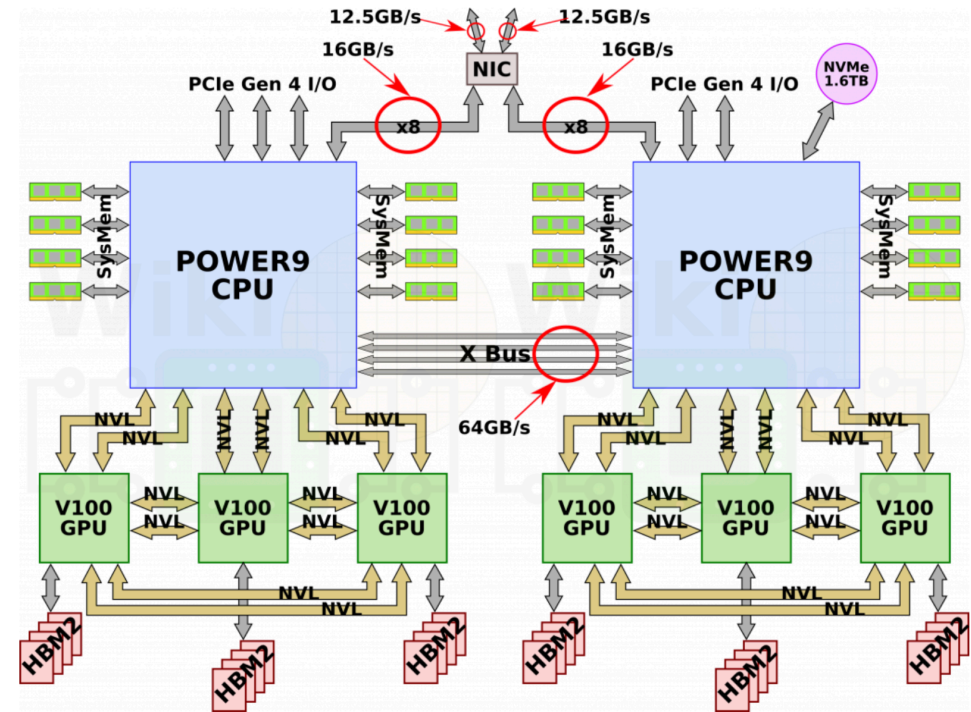 12.5GB/s
12.5GB/s
16GB/s
16GB/s
NIC
NVMe
1.6TB
PCIe Gen 4 I/O
PCIe Gen 4 I/O
x8
x8
SysMem
POWER9
CPU
SysMem
SysMem
POWER9
CPU
SysMem
X Bus
64GB/s
NVL
NVL
NVL
NVL
NVL
NVL
NVL
NVL
NVL
NVL
NVL
NVL
V100
GPU
NVL
NVL
V100
GPU
NVL
NVL
V100
GPU
V100
GPU
NVL
NVL
V100
GPU
NVL
NVL
V100
GPU
NVL
NVL
NVL
NVL
HBM2
HBM2
HBM2
HBM2
HBM2
HBM2
Wiki
Wiki